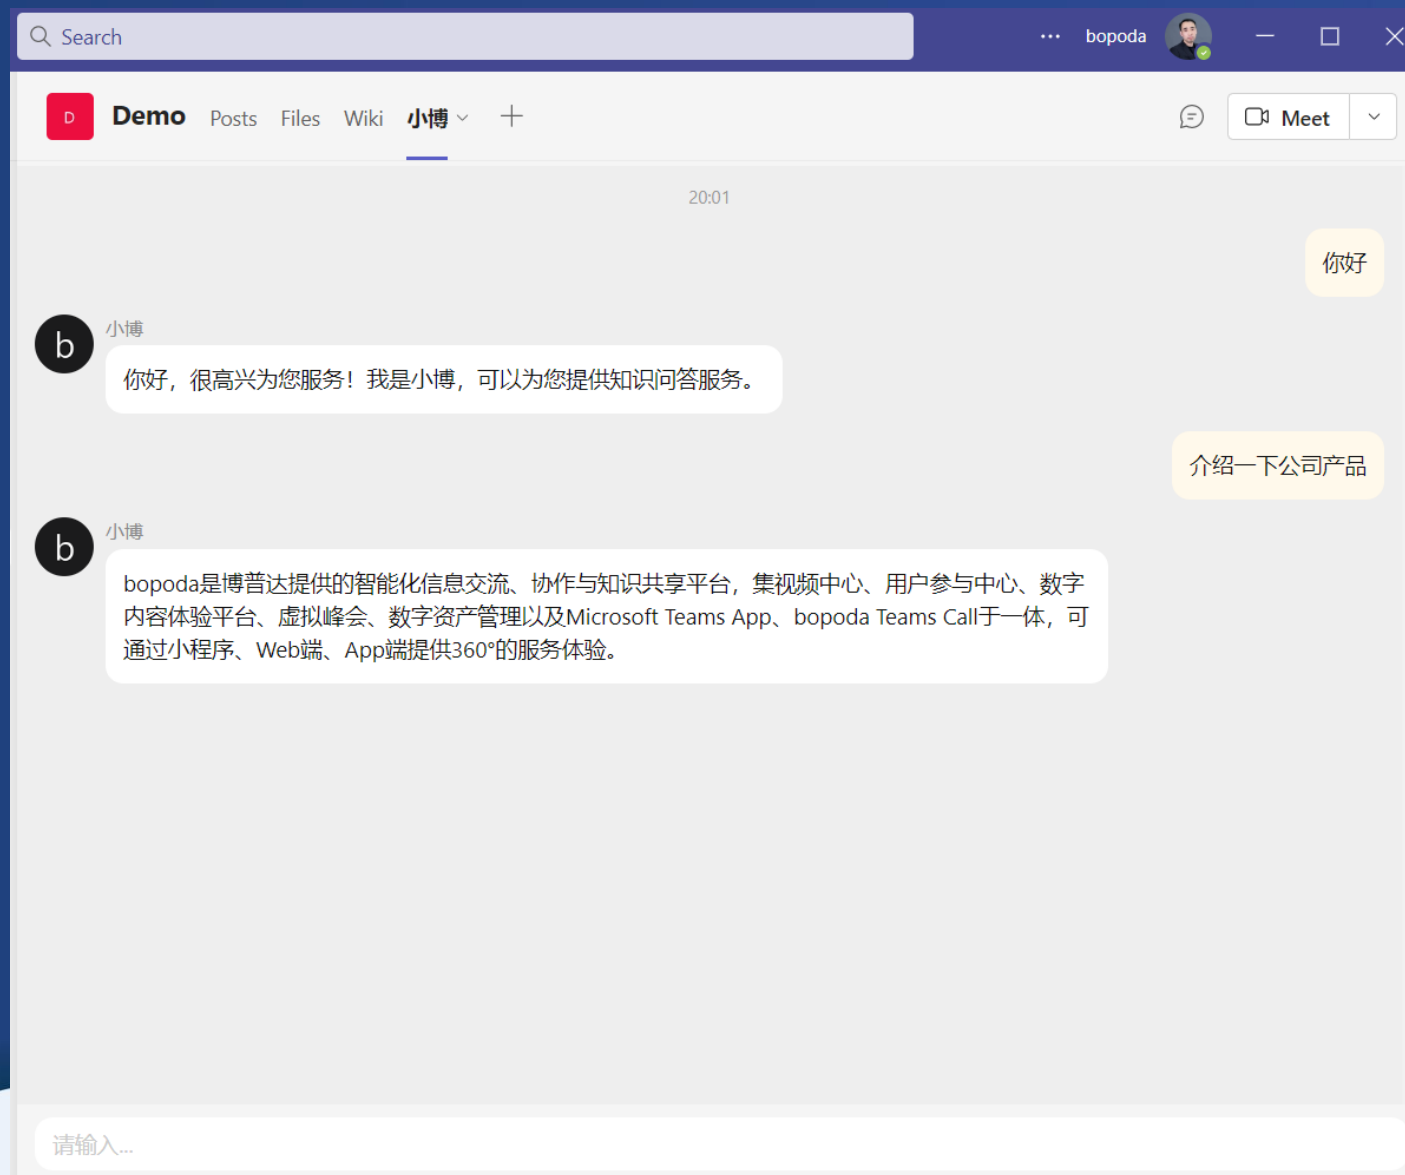 Search
bopoda
D
Demo
Posts
Files
Wiki
小博
Meet
20:01
你好
小博
b
你好，很高兴为您服务！我是小博，可以为您提供知识问答服务。
介绍一下公司产品
小博
b
bopoda是博普达提供的智能化信息交流、协作与知识共享平台，集视频中心、用户参与中心、数字
内容体验平台、虚拟峰会、数字资产管理以及Microsoft Teams App、bopoda Teams Call于一体，可
通过小程序、Web端、App端提供360°的服务体验。
请输入...